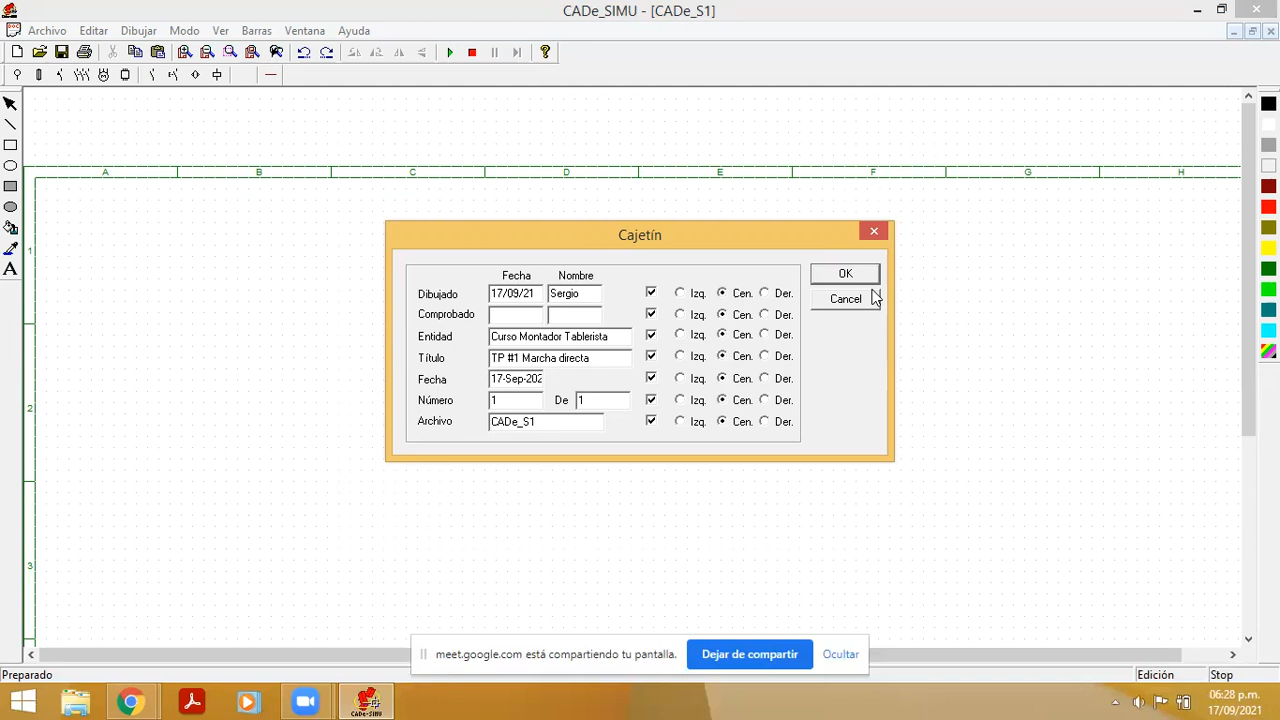 CADe_SIMU - [CADe_S1]
Archivo Editar Dibujar Modo Ver Barras Ventana Ayuda
A B C D E F G H
1
2
3
Cajetín
Fecha Nombre
Dibujado 17/09/21 Sergio Izq. Cen. Der.
Comprobado Izq. Cen. Der.
Entidad Curso Montador Tablerista Izq. Cen. Der.
Título TP #1 Marcha directa Izq. Cen. Der.
Fecha 17-Sep-202 Izq. Cen. Der.
Número 1 De 1 Izq. Cen. Der.
Archivo CADe_S1 Izq. Cen. Der.
OK
Cancel
meet.google.com está compartiendo tu pantalla. Dejar de compartir Ocultar
Preparado Edición Stop
CADe-SIMU
06:28 p.m.
17/09/2021